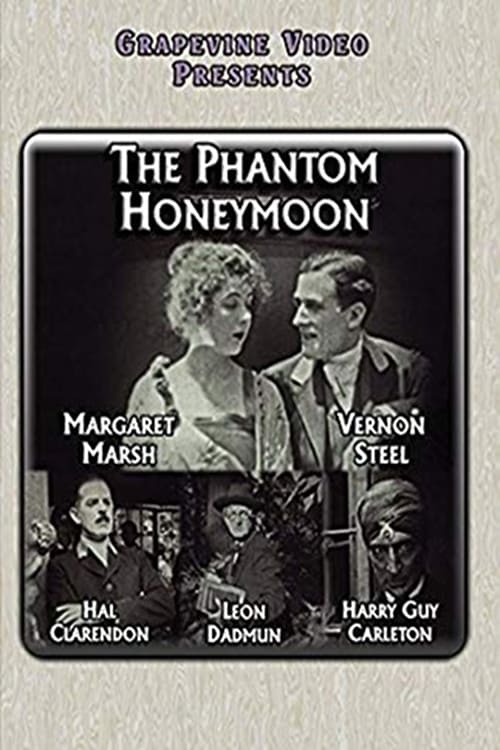 GRAPEVINE VIDEO
PRESENTS
THE PHANTOM
HONEYMOON
MARGARET
MARSH
VERNON
STEEL
HAL
CLARENDON
LEON
DADMUN
HARRY GUY
CARLETON